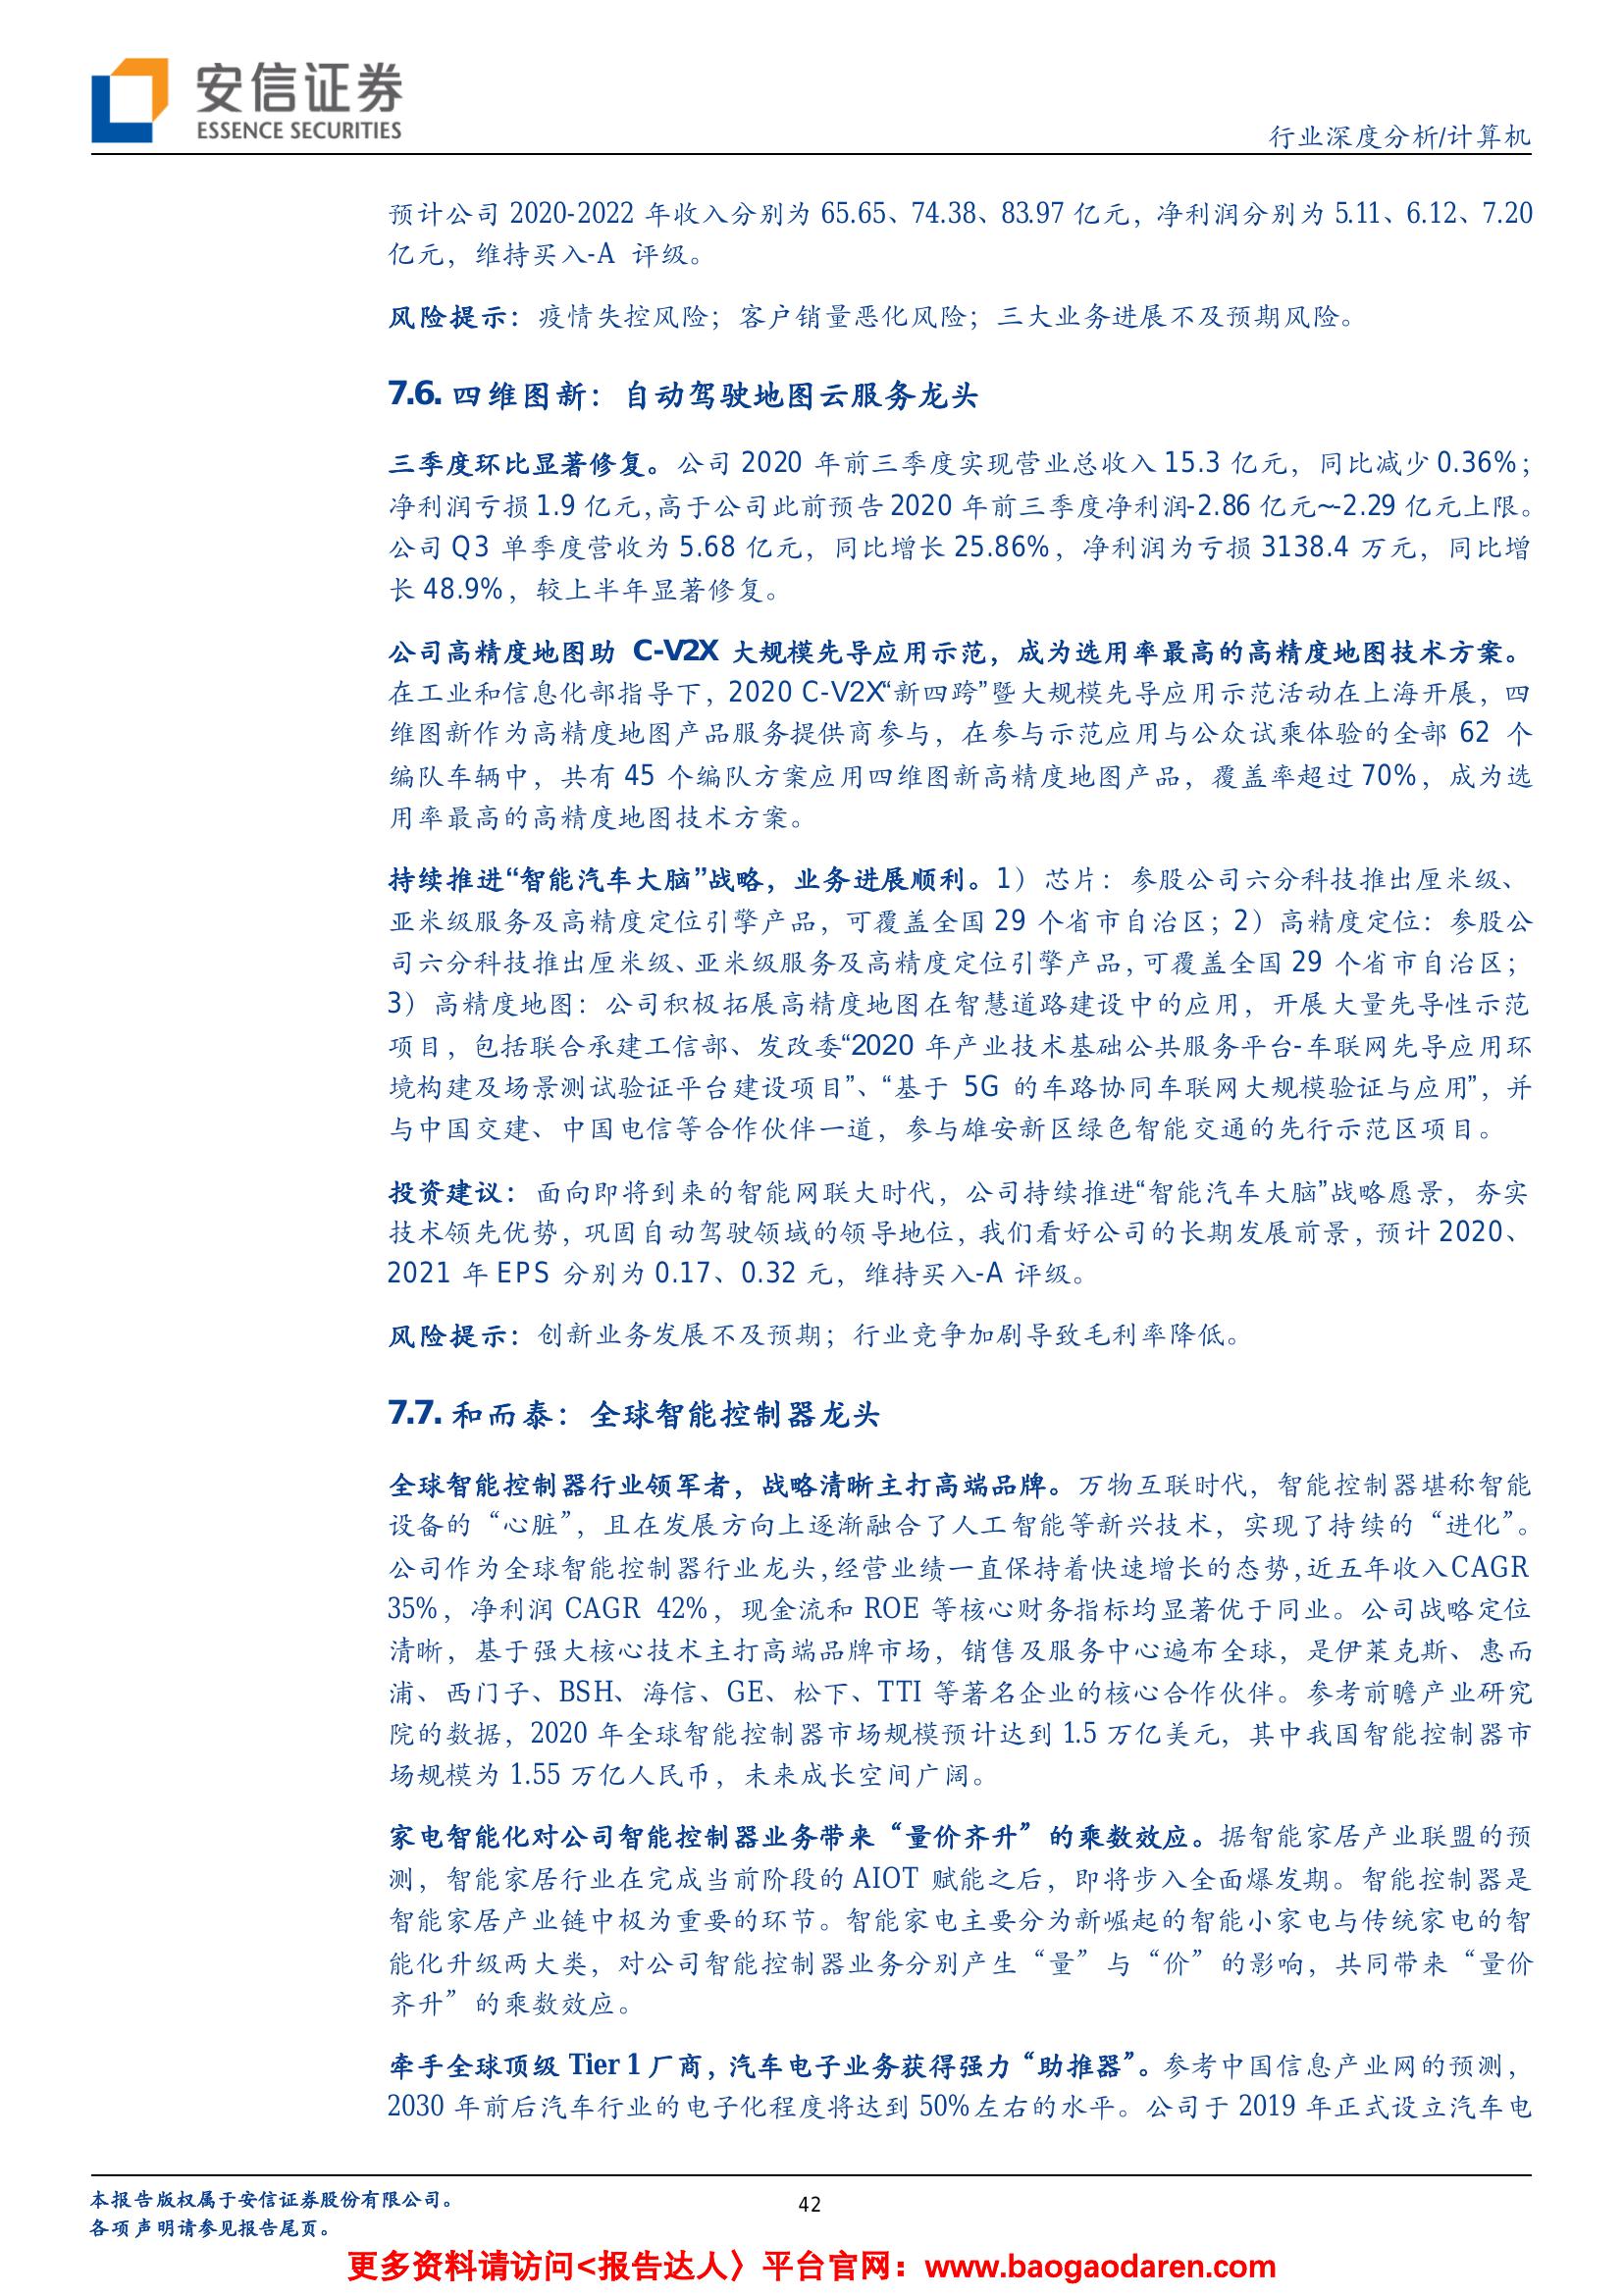 安信证券
ESSENCE SECURITIES
行业深度分析/计算机
预计公司 2020-2022 年收入分别为 65.65、74.38、83.97 亿元，净利润分别为 5.11、6.12、7.20
亿元，维持买入-A 评级。
风险提示：疫情失控风险；客户销量恶化风险；三大业务进展不及预期风险。
7.6. 四维图新：自动驾驶地图云服务龙头
三季度环比显著修复。公司 2020 年前三季度实现营业总收入 15.3 亿元，同比减少 0.36%；
净利润亏损 1.9 亿元，高于公司此前预告 2020 年前三季度净利润-2.86 亿元~-2.29 亿元上限。
公司 Q3 单季度营收为 5.68 亿元，同比增长 25.86%，净利润为亏损 3138.4 万元，同比增
长 48.9%，较上半年显著修复。
公司高精度地图助 C-V2X 大规模先导应用示范，成为选用率最高的高精度地图技术方案。
在工业和信息化部指导下，2020 C-V2X“新四跨”暨大规模先导应用示范活动在上海开展，四
维图新作为高精度地图产品服务提供商参与，在参与示范应用与公众试乘体验的全部 62 个
编队车辆中，共有 45 个编队方案应用四维图新高精度地图产品，覆盖率超过 70%，成为选
用率最高的高精度地图技术方案。
持续推进“智能汽车大脑”战略，业务进展顺利。1）芯片：参股公司六分科技推出厘米级、
亚米级服务及高精度定位引擎产品，可覆盖全国 29 个省市自治区；2）高精度定位：参股公
司六分科技推出厘米级、亚米级服务及高精度定位引擎产品，可覆盖全国 29 个省市自治区；
3）高精度地图：公司积极拓展高精度地图在智慧道路建设中的应用，开展大量先导性示范
项目，包括联合承建工信部、发改委“2020 年产业技术基础公共服务平台-车联网先导应用环
境构建及场景测试验证平台建设项目”、“基于 5G 的车路协同车联网大规模验证与应用”，并
与中国交建、中国电信等合作伙伴一道，参与雄安新区绿色智能交通的先行示范区项目。
投资建议：面向即将到来的智能网联大时代，公司持续推进“智能汽车大脑”战略愿景，夯实
技术领先优势，巩固自动驾驶领域的领导地位，我们看好公司的长期发展前景，预计 2020、
2021 年 EPS 分别为 0.17、0.32 元，维持买入-A 评级。
风险提示：创新业务发展不及预期；行业竞争加剧导致毛利率降低。
7.7. 和而泰：全球智能控制器龙头
全球智能控制器行业领军者，战略清晰主打高端品牌。万物互联时代，智能控制器堪称智能
设备的“心脏”，且在发展方向上逐渐融合了人工智能等新兴技术，实现了持续的“进化”。
公司作为全球智能控制器行业龙头，经营业绩一直保持着快速增长的态势，近五年收入CAGR
35%，净利润 CAGR 42%，现金流和 ROE 等核心财务指标均显著优于同业。公司战略定位
清晰，基于强大核心技术主打高端品牌市场，销售及服务中心遍布全球，是伊莱克斯、惠而
浦、西门子、BSH、海信、GE、松下、TTI 等著名企业的核心合作伙伴。参考前瞻产业研究
院的数据，2020 年全球智能控制器市场规模预计达到 1.5 万亿美元，其中我国智能控制器市
场规模为 1.55 万亿人民币，未来成长空间广阔。
家电智能化对公司智能控制器业务带来“量价齐升”的乘数效应。据智能家居产业联盟的预
测，智能家居行业在完成当前阶段的 AIOT 赋能之后，即将步入全面爆发期。智能控制器是
智能家居产业链中极为重要的环节。智能家电主要分为新崛起的智能小家电与传统家电的智
能化升级两大类，对公司智能控制器业务分别产生“量”与“价”的影响，共同带来“量价
齐升”的乘数效应。
牵手全球顶级 Tier 1 厂商，汽车电子业务获得强力“助推器”。参考中国信息产业网的预测，
2030 年前后汽车行业的电子化程度将达到 50%左右的水平。公司于 2019 年正式设立汽车电
本报告版权属于安信证券股份有限公司。
各项声明请参见报告尾页。
42
更多资料请访问<报告达人〉平台官网：www.baogaodaren.com